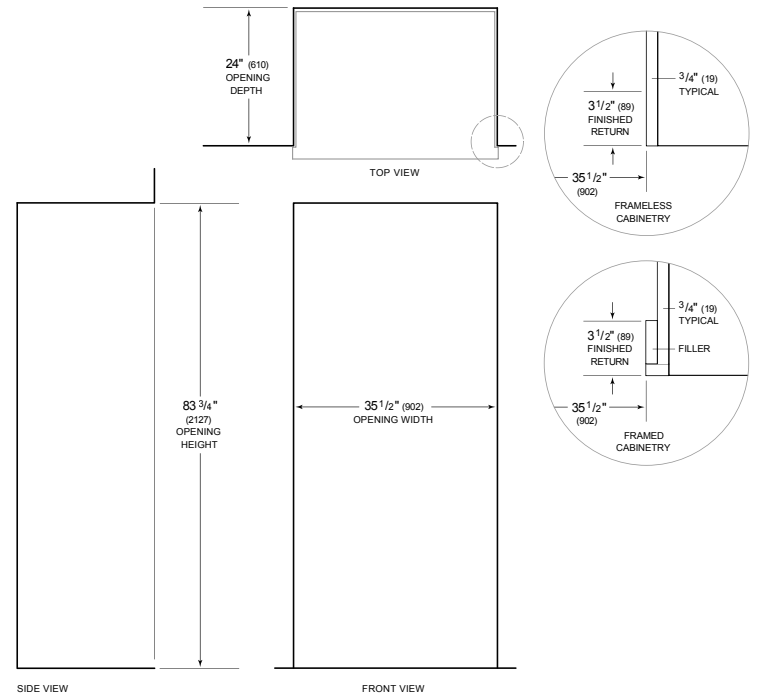 24" (610)
OPENING
DEPTH
TOP VIEW
3 1/2" (89)
FINISHED
RETURN
3/4" (19)
TYPICAL
35 1/2"
(902)
FRAMELESS
CABINETRY
3 1/2" (89)
FINISHED
RETURN
3/4" (19)
TYPICAL
FILLER
35 1/2"
(902)
FRAMED
CABINETRY
83 3/4"
(2127)
OPENING
HEIGHT
35 1/2" (902)
OPENING WIDTH
SIDE VIEW
FRONT VIEW